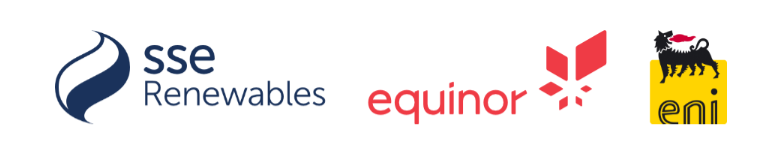 sse
Renewables
equinor
eni